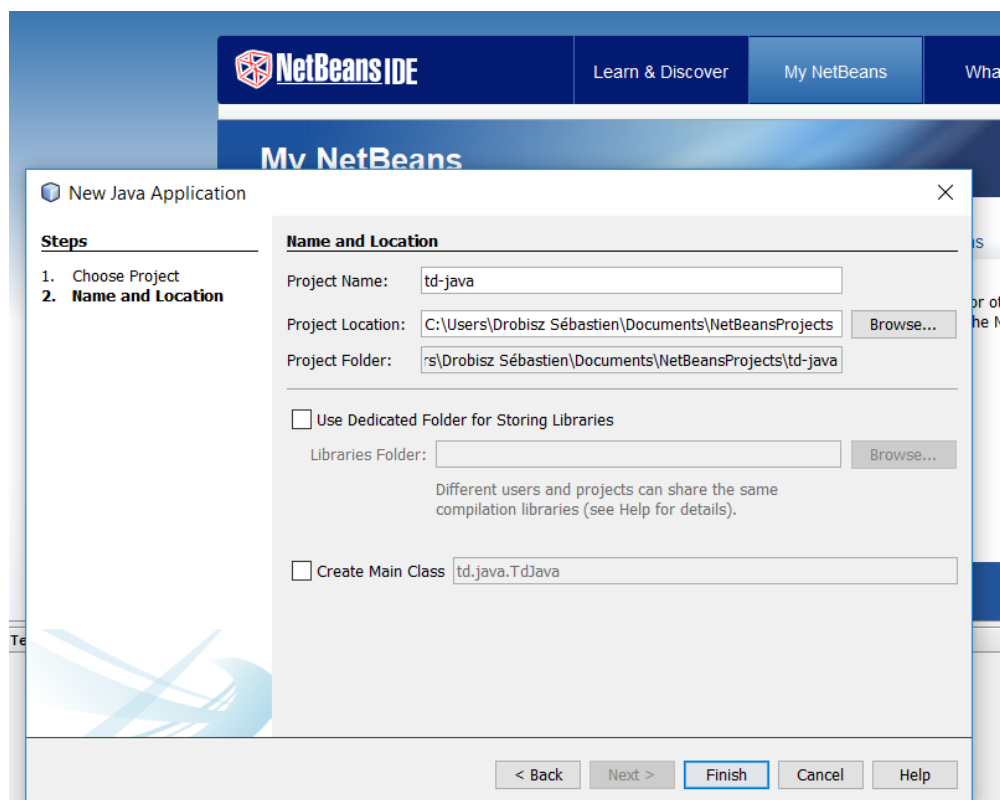 NetBeans IDE
Learn & Discover
My NetBeans
My NetBeans
New Java Application
Steps
1. Choose Project
2. Name and Location
Name and Location
Project Name: td-java
Project Location: C:\Users\Drobisz Sébastien\Documents\NetBeansProjects Browse...
Project Folder: rs\Drobisz Sébastien\Documents\NetBeansProjects\td-java
Use Dedicated Folder for Storing Libraries
Libraries Folder: Browse...
Different users and projects can share the same
compilation libraries (see Help for details).
Create Main Class td.java.TdJava
< Back Next > Finish Cancel Help